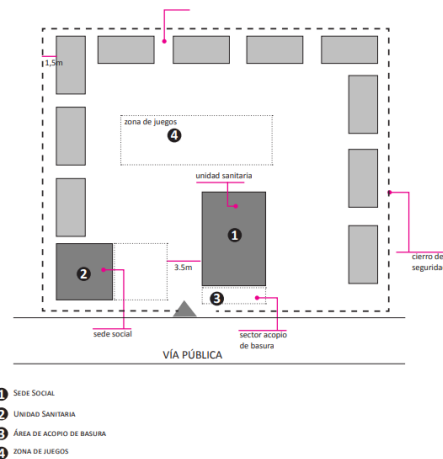 1,5m
zona de juegos
4
unidad sanitaria
1
2
3.5m
3
cierro de
segurida
sede social
sector acopio
de basura
VÍA PÚBLICA
1 SEDE SOCIAL
2 UNIDAD SANITARIA
3 ÁREA DE ACOPIO DE BASURA
4 ZONA DE JUEGOS